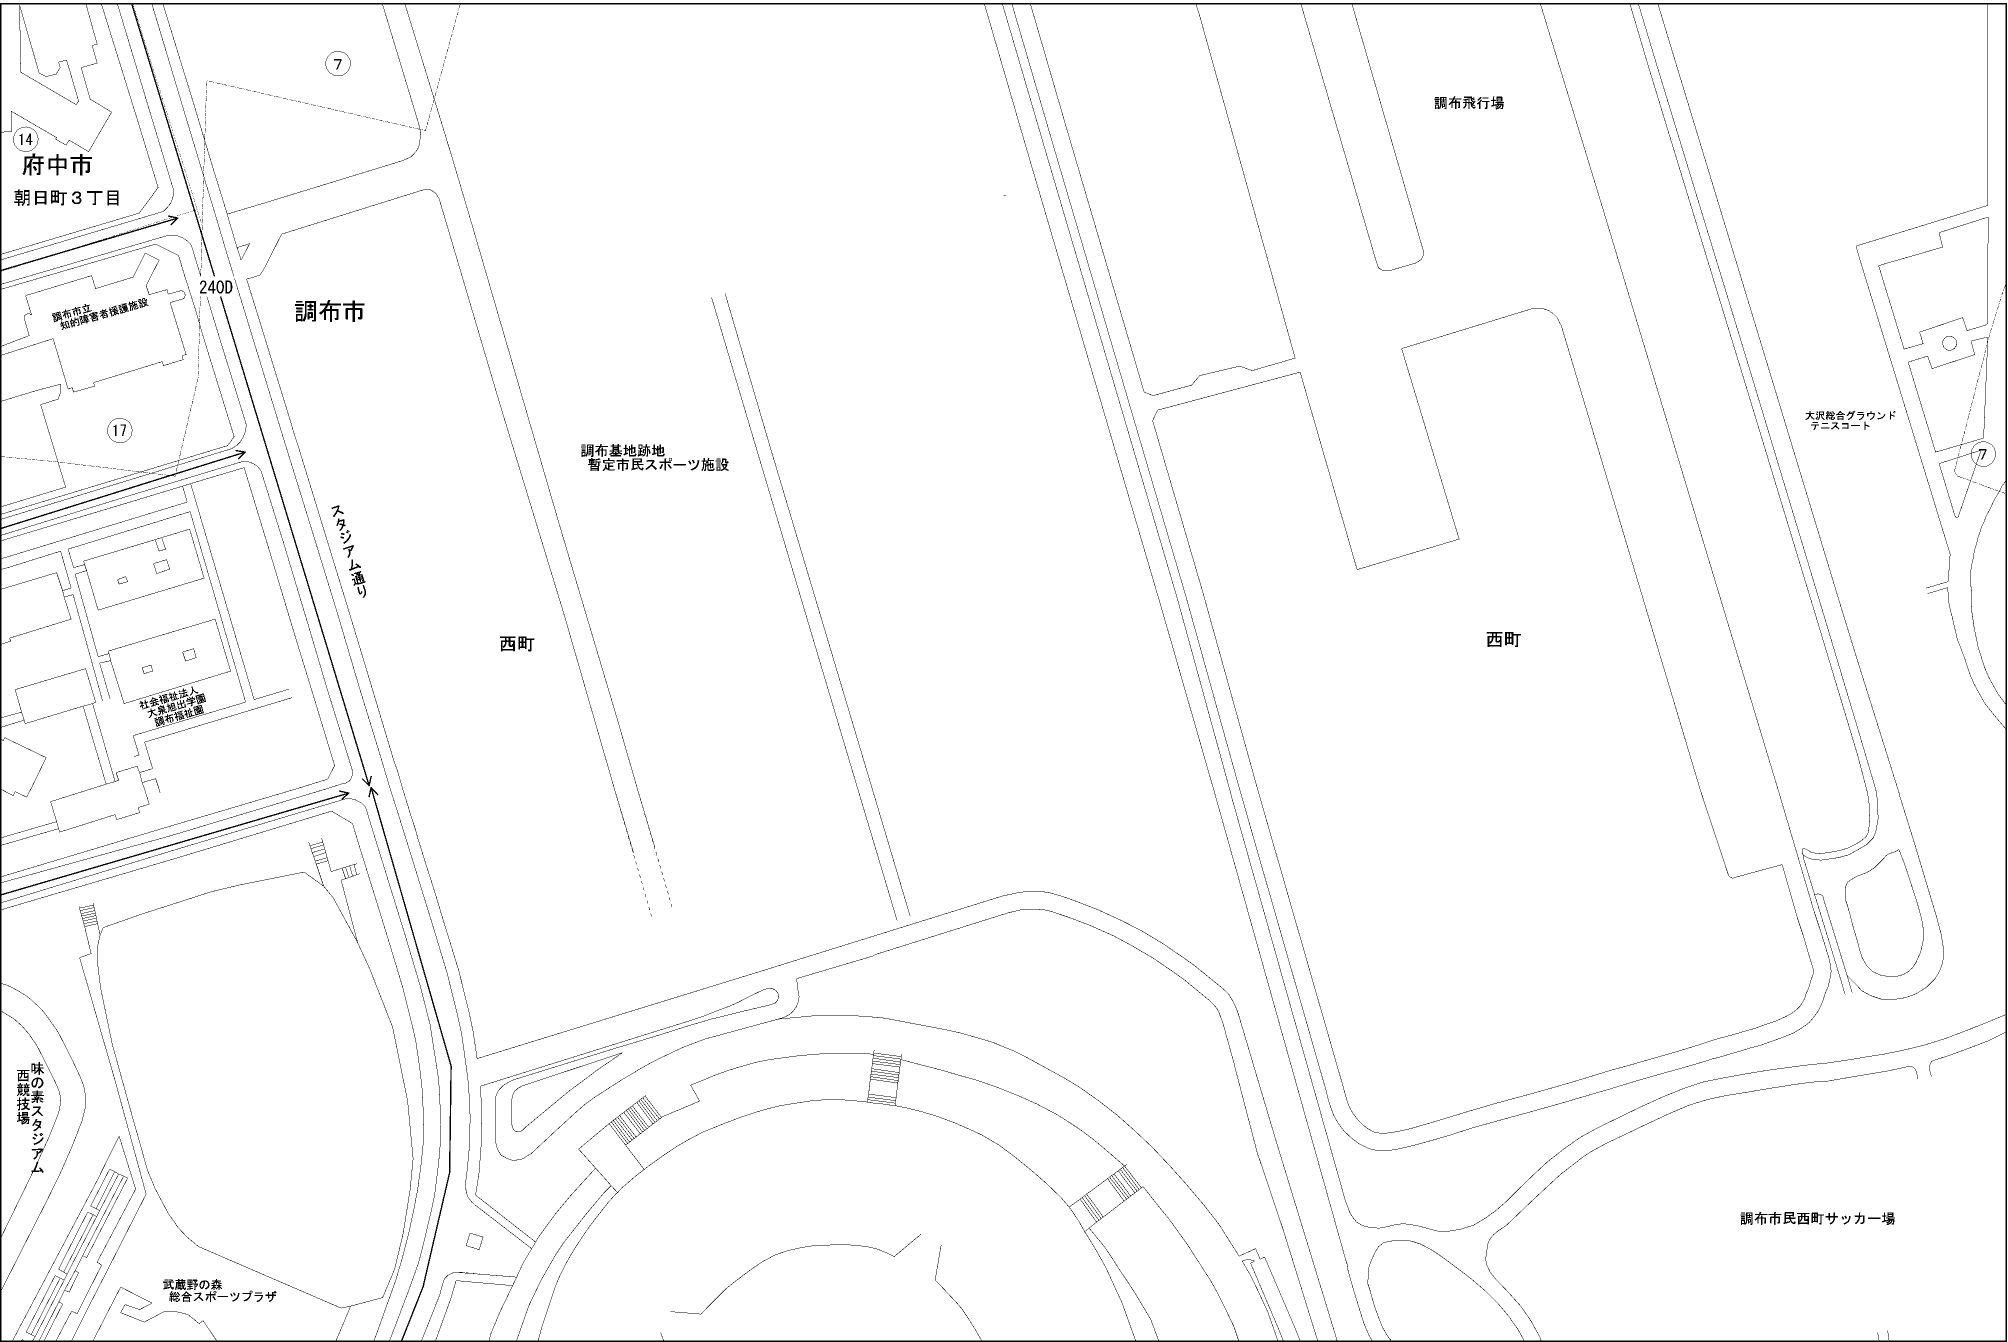 7
調布飛行場
14
府中市
朝日町3丁目
240D
調布市立
知的障害者援護施設
調布市
17
調布基地跡地
暫定市民スポーツ施設
大沢総合グラウンド
テニスコート
7
スタジアム通り
西町
西町
社会福祉法人
大泉旭出学園
調布福祉園
味の素スタジアム
西競技場
調布市民西町サッカー場
武蔵野の森
総合スポーツプラザ